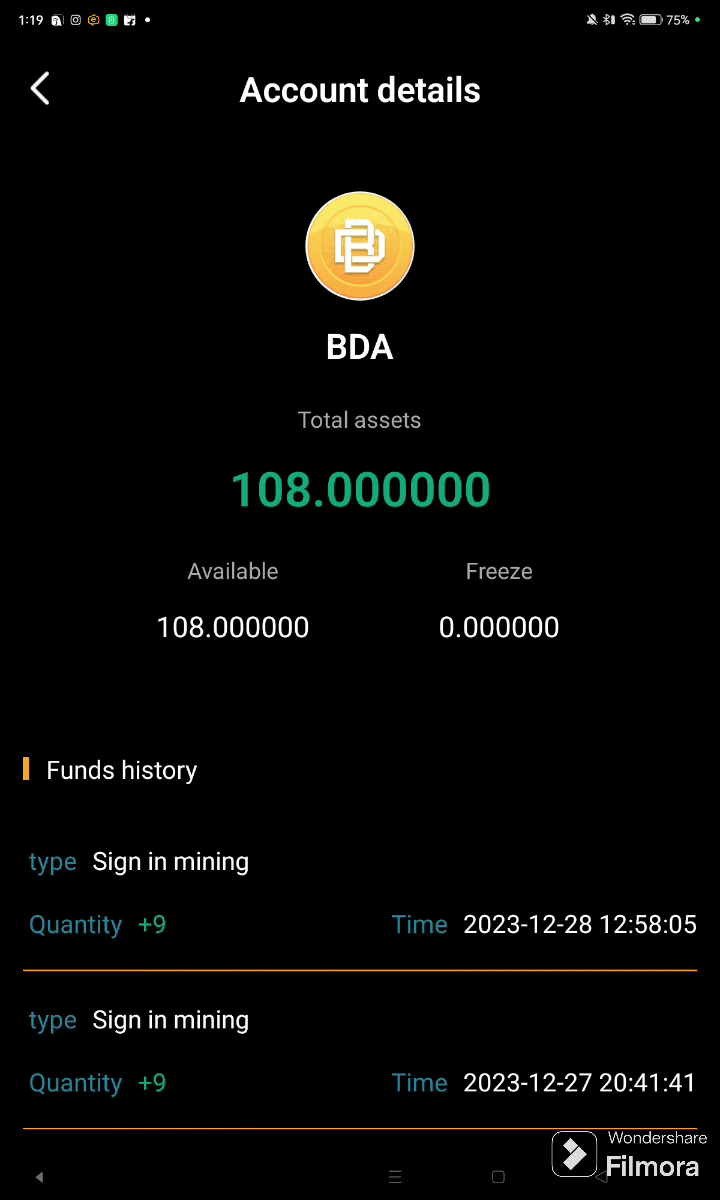 1:19 75%
Account details
BDA
Total assets
108.000000
Available Freeze
108.000000 0.000000
Funds history
type Sign in mining
Quantity +9 Time 2023-12-28 12:58:05
type Sign in mining
Quantity +9 Time 2023-12-27 20:41:41
Wondershare
Filmora